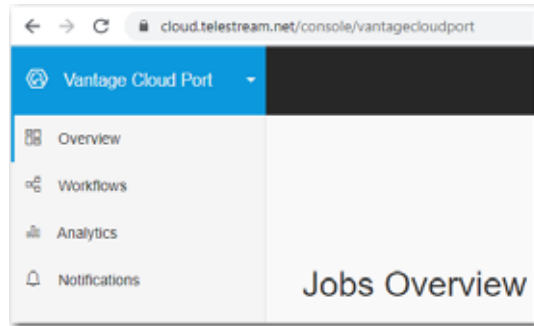 cloud.telestream.net/console/vantagecloudport
Vantage Cloud Port
Overview
Workflows
Analytics
Notifications
Jobs Overview